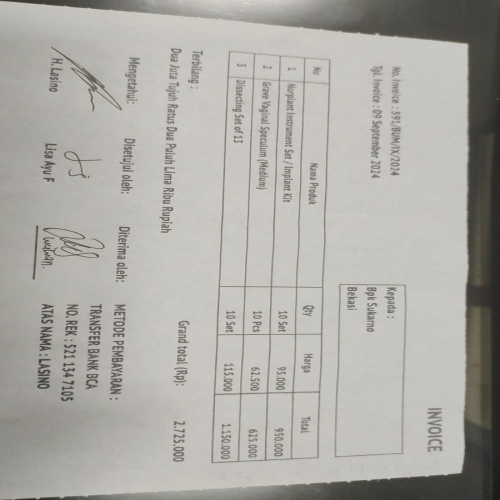 INVOICE
No. Invoice : 591/BUM/IX/2024
Tgl. Invoice : 09 September 2024
Kepada :
Bpk Sukarno
Bekasi
No Nama Produk Qty Harga Total
1 Norplant Instrument Set / Implant Kit 10 Set 95.000 950.000
2 Grave Vaginal Speculum (Medium) 10 Pcs 62.500 625.000
3 Dissecting Set of 13 10 Set 115.000 1.150.000
Grand total (Rp): 2.725.000
Terbilang :
Dua Juta Tujuh Ratus Dua Puluh Lima Ribu Rupiah
Mengetahui: Disetujui oleh: Diterima oleh:
H. Lasino Lisa Ayu F
METODE PEMBAYARAN :
TRANSFER BANK BCA
NO. REK : 521 134 7105
ATAS NAMA : LASINO